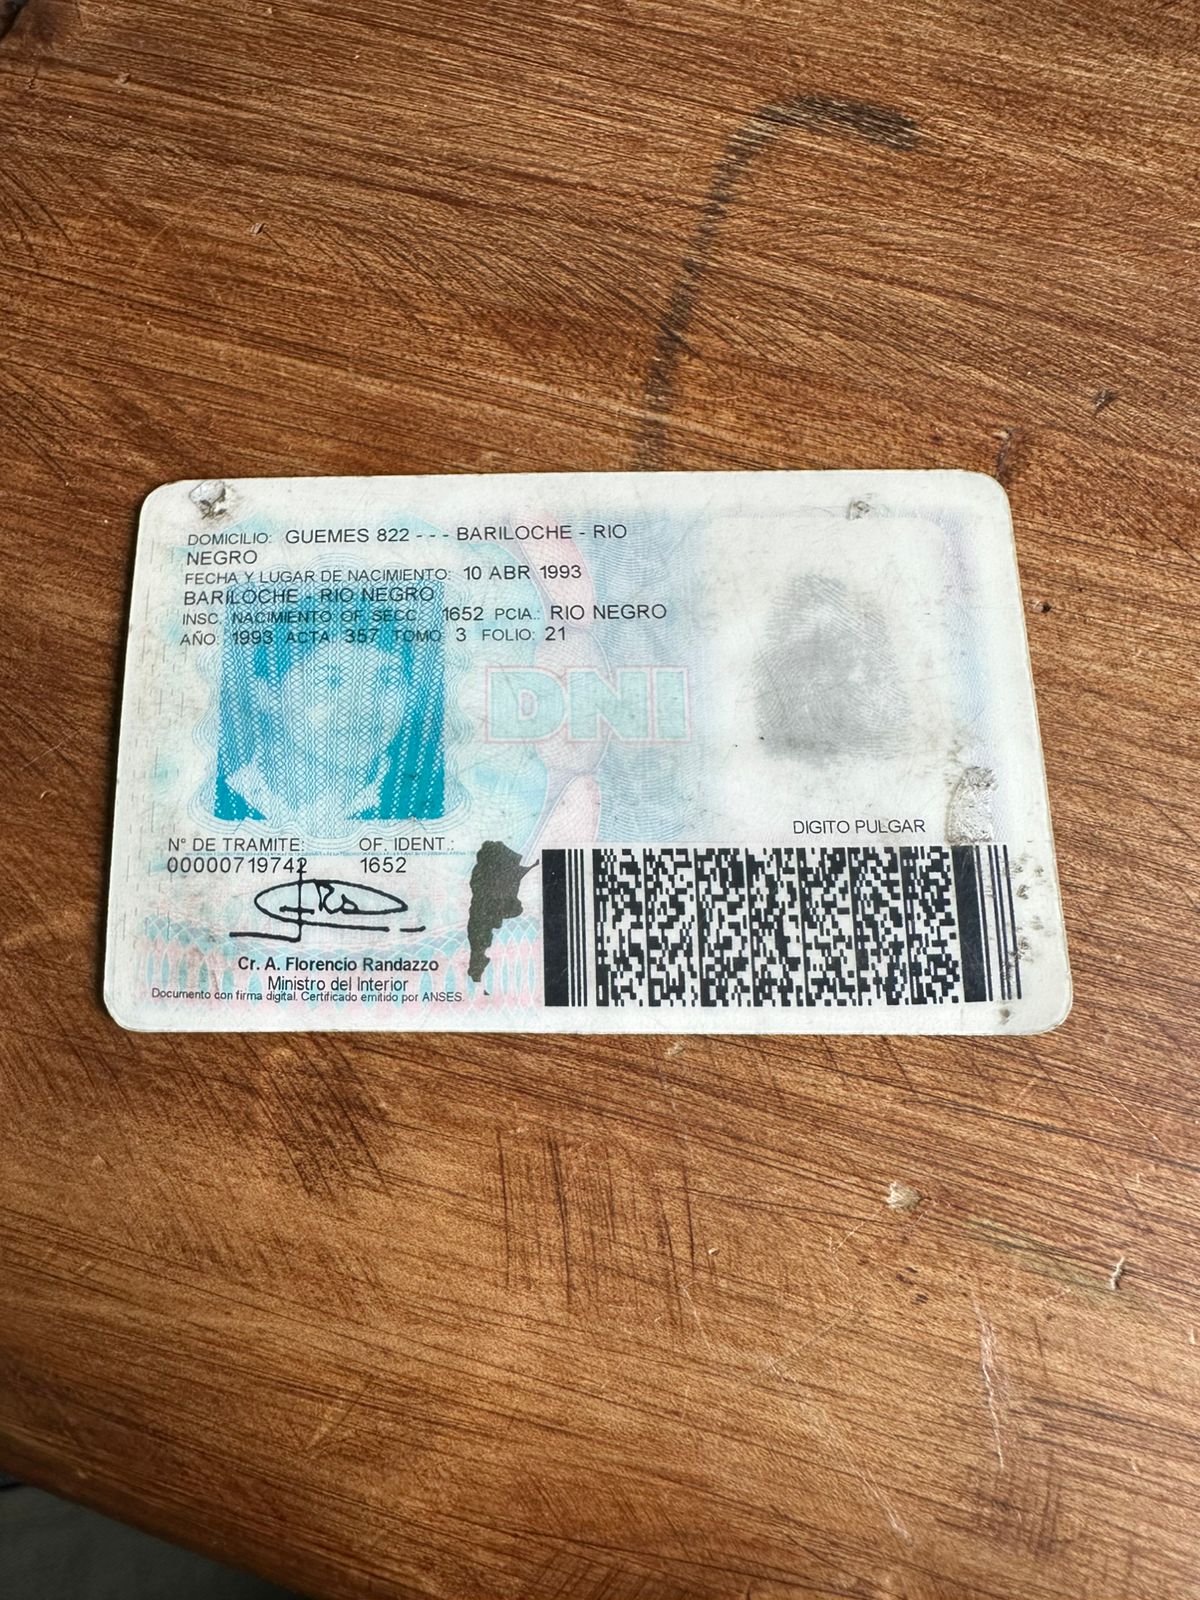 DOMICILIO: GUEMES 822 - - - BARILOCHE - RIO
NEGRO
FECHA Y LUGAR DE NACIMIENTO: 10 ABR 1993
BARILOCHE - RIO NEGRO
INSC. NACIMIENTO OF SECC. 1652 PCIA.: RIO NEGRO
AÑO: 1993 ACTA 357 TOMO 3 FOLIO: 21
DNI
DIGITO PULGAR
N° DE TRAMITE: OF. IDENT.:
00000719742 1652
Cr. A. Florencio Randazzo
Ministro del Interior
Documento con firma digital. Certificado emitido por ANSES.